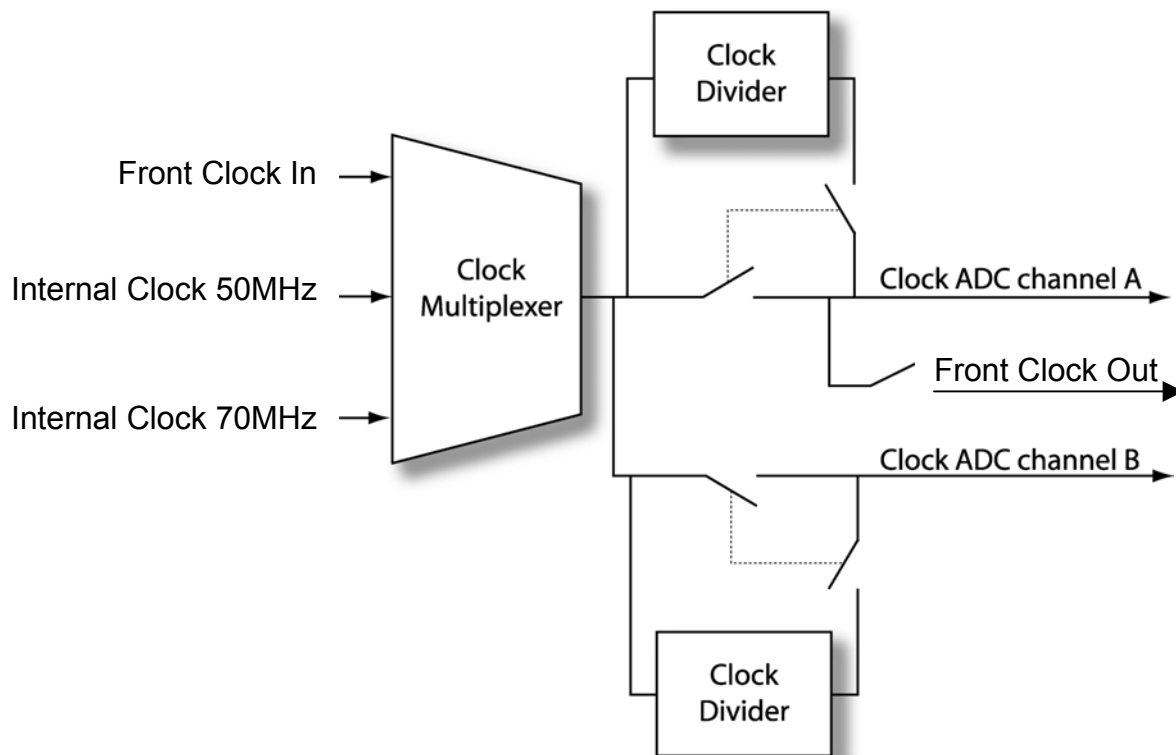 Clock
Divider
Front Clock In
Internal Clock 50MHz
Internal Clock 70MHz
Clock
Multiplexer
Clock ADC channel A
Front Clock Out
Clock ADC channel B
Clock
Divider